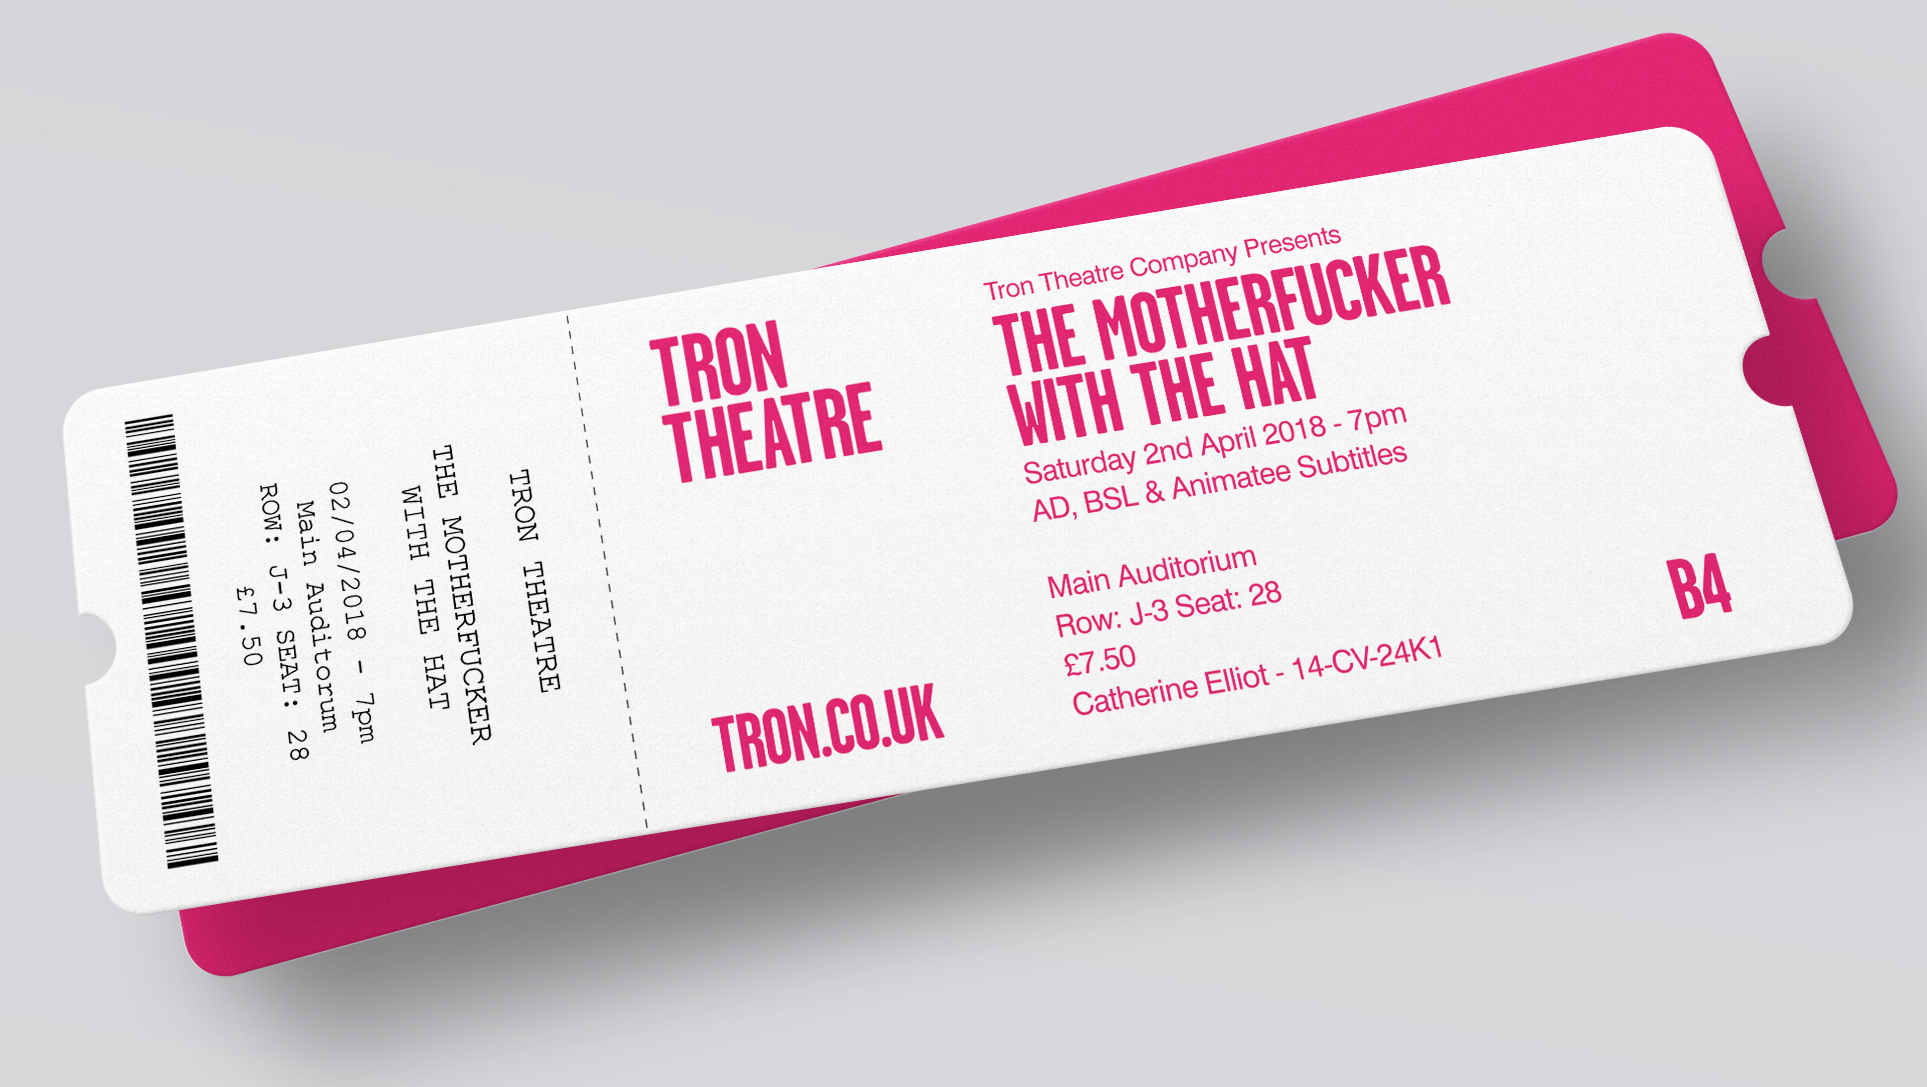 TRON THEATRE
THE MOTHERFUCKER
WITH THE HAT
02/04/2018 - 7pm
Main Auditorum
ROW: J-3 SEAT: 28
£7.50
TRON
THEATRE
TRON.CO.UK
Tron Theatre Company Presents
THE MOTHERFUCKER
WITH THE HAT
Saturday 2nd April 2018 - 7pm
AD, BSL & Animatee Subtitles
Main Auditorium
Row: J-3 Seat: 28
£7.50
Catherine Elliot - 14-CV-24K1
B4